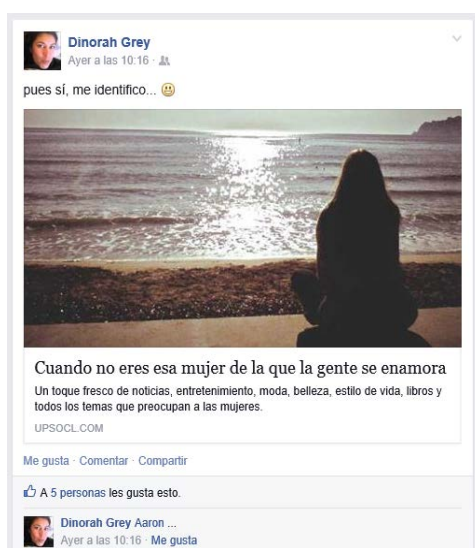 Dinorah Grey
Ayer a las 10:16 ·
pues sí, me identifico...
Cuando no eres esa mujer de la que la gente se enamora
Un toque fresco de noticias, entretenimiento, moda, belleza, estilo de vida, libros y
todos los temas que preocupan a las mujeres.
UPSOCL.COM
Me gusta · Comentar · Compartir
A 5 personas les gusta esto.
Dinorah Grey Aaron ...
Ayer a las 10:16 · Me gusta